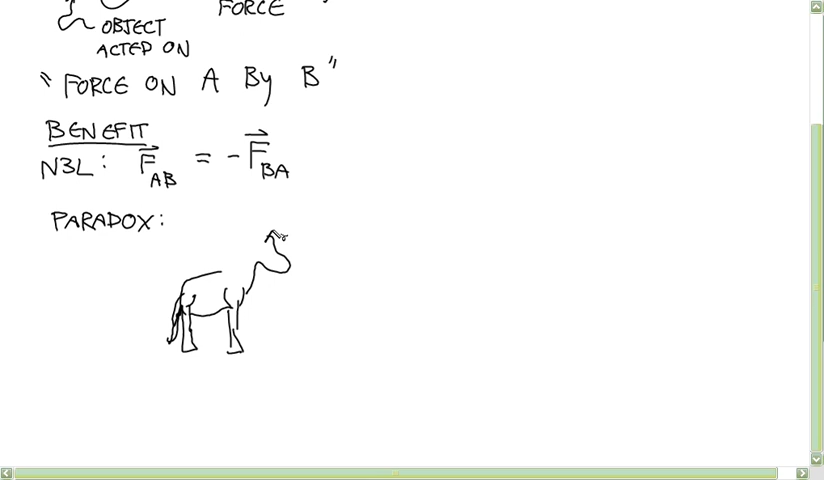 FORCE
OBJECT
ACTED ON
"FORCE ON A By B"
BENEFIT
N3L: F⃗AB = -F⃗BA
PARADOX: